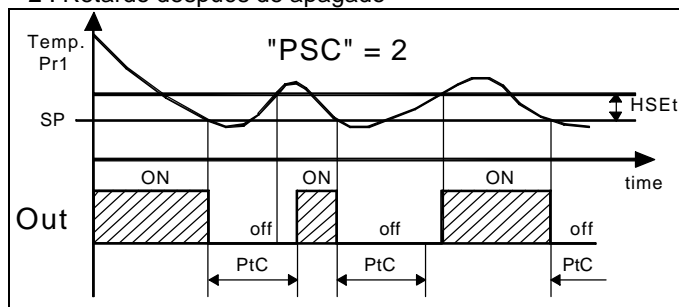 2 : Retardo después de apagado
Temp.
Pr1
"PSC" = 2
HSEt
SP
ON
ON
ON
time
Out
off
off
off
PtC
PtC
PtC